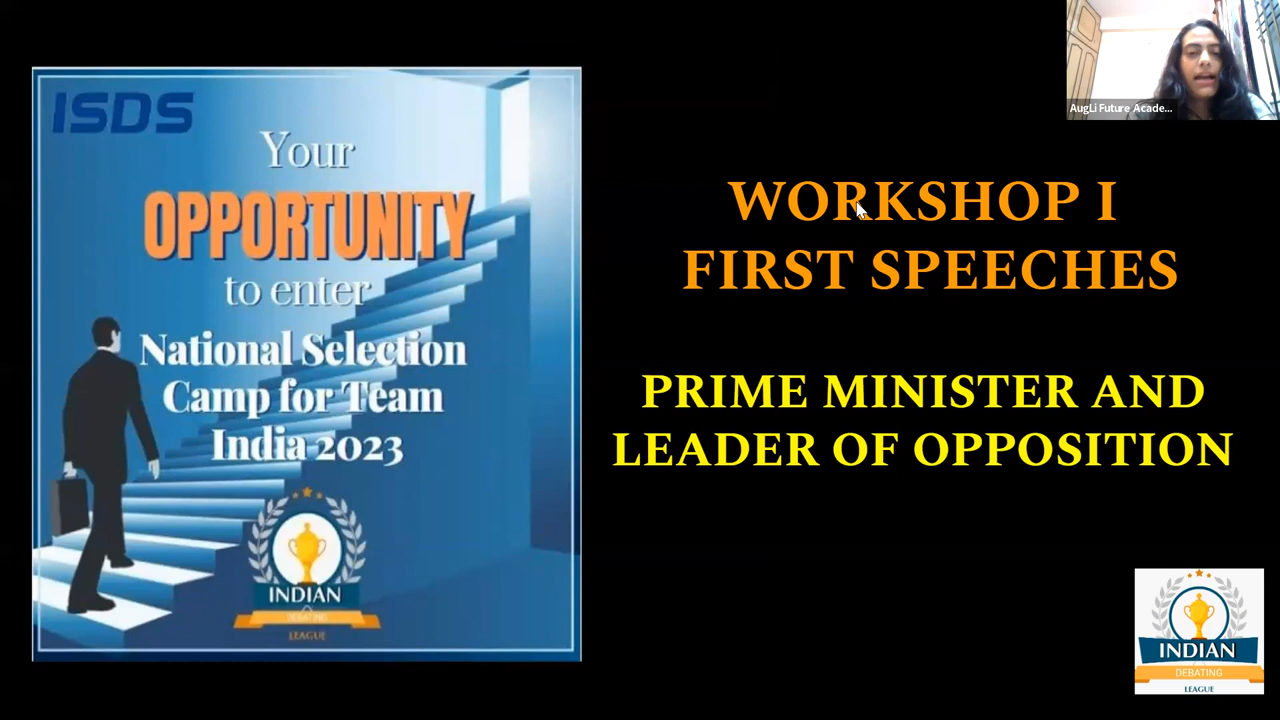 ISDS
Your
OPPORTUNITY
to enter
National Selection
Camp for Team
India 2023
INDIAN
DEBATING
LEAGUE
AugLi Future Acade...
WORKSHOP I
FIRST SPEECHES
PRIME MINISTER AND
LEADER OF OPPOSITION
INDIAN
DEBATING
LEAGUE